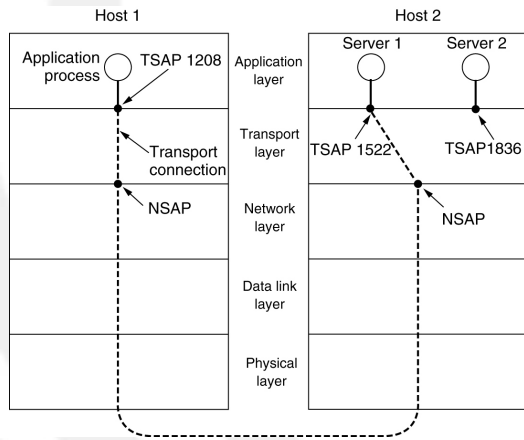 Host 1
Host 2
Application
process
TSAP 1208
Application
layer
Server 1
Server 2
Transport
connection
Transport
layer
TSAP 1522
TSAP1836
NSAP
Network
layer
NSAP
Data link
layer
Physical
layer